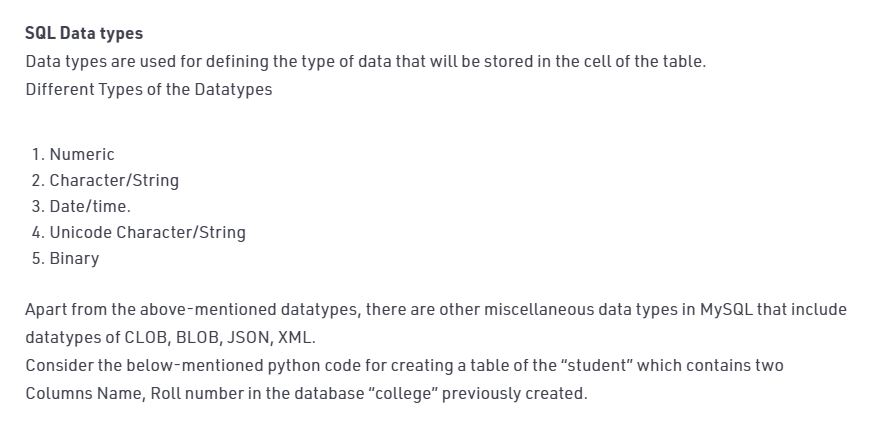 SQL Data types
Data types are used for defining the type of data that will be stored in the cell of the table.
Different Types of the Datatypes
1. Numeric
2. Character/String
3. Date/time.
4. Unicode Character/String
5. Binary
Apart from the above-mentioned datatypes, there are other miscellaneous data types in MySQL that include
datatypes of CLOB, BLOB, JSON, XML.
Consider the below-mentioned python code for creating a table of the “student” which contains two
Columns Name, Roll number in the database “college” previously created.